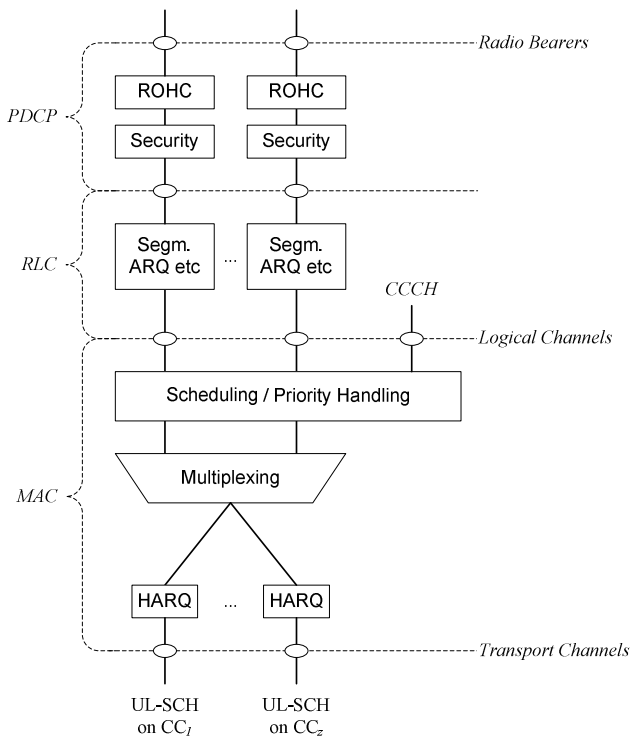 Radio Bearers
ROHC ROHC
PDCP
Security Security
Segm. ARQ etc ... Segm. ARQ etc
RLC
CCCH
Logical Channels
Scheduling / Priority Handling
Multiplexing
MAC
HARQ ... HARQ
Transport Channels
UL-SCH UL-SCH
on CC1 on CCz